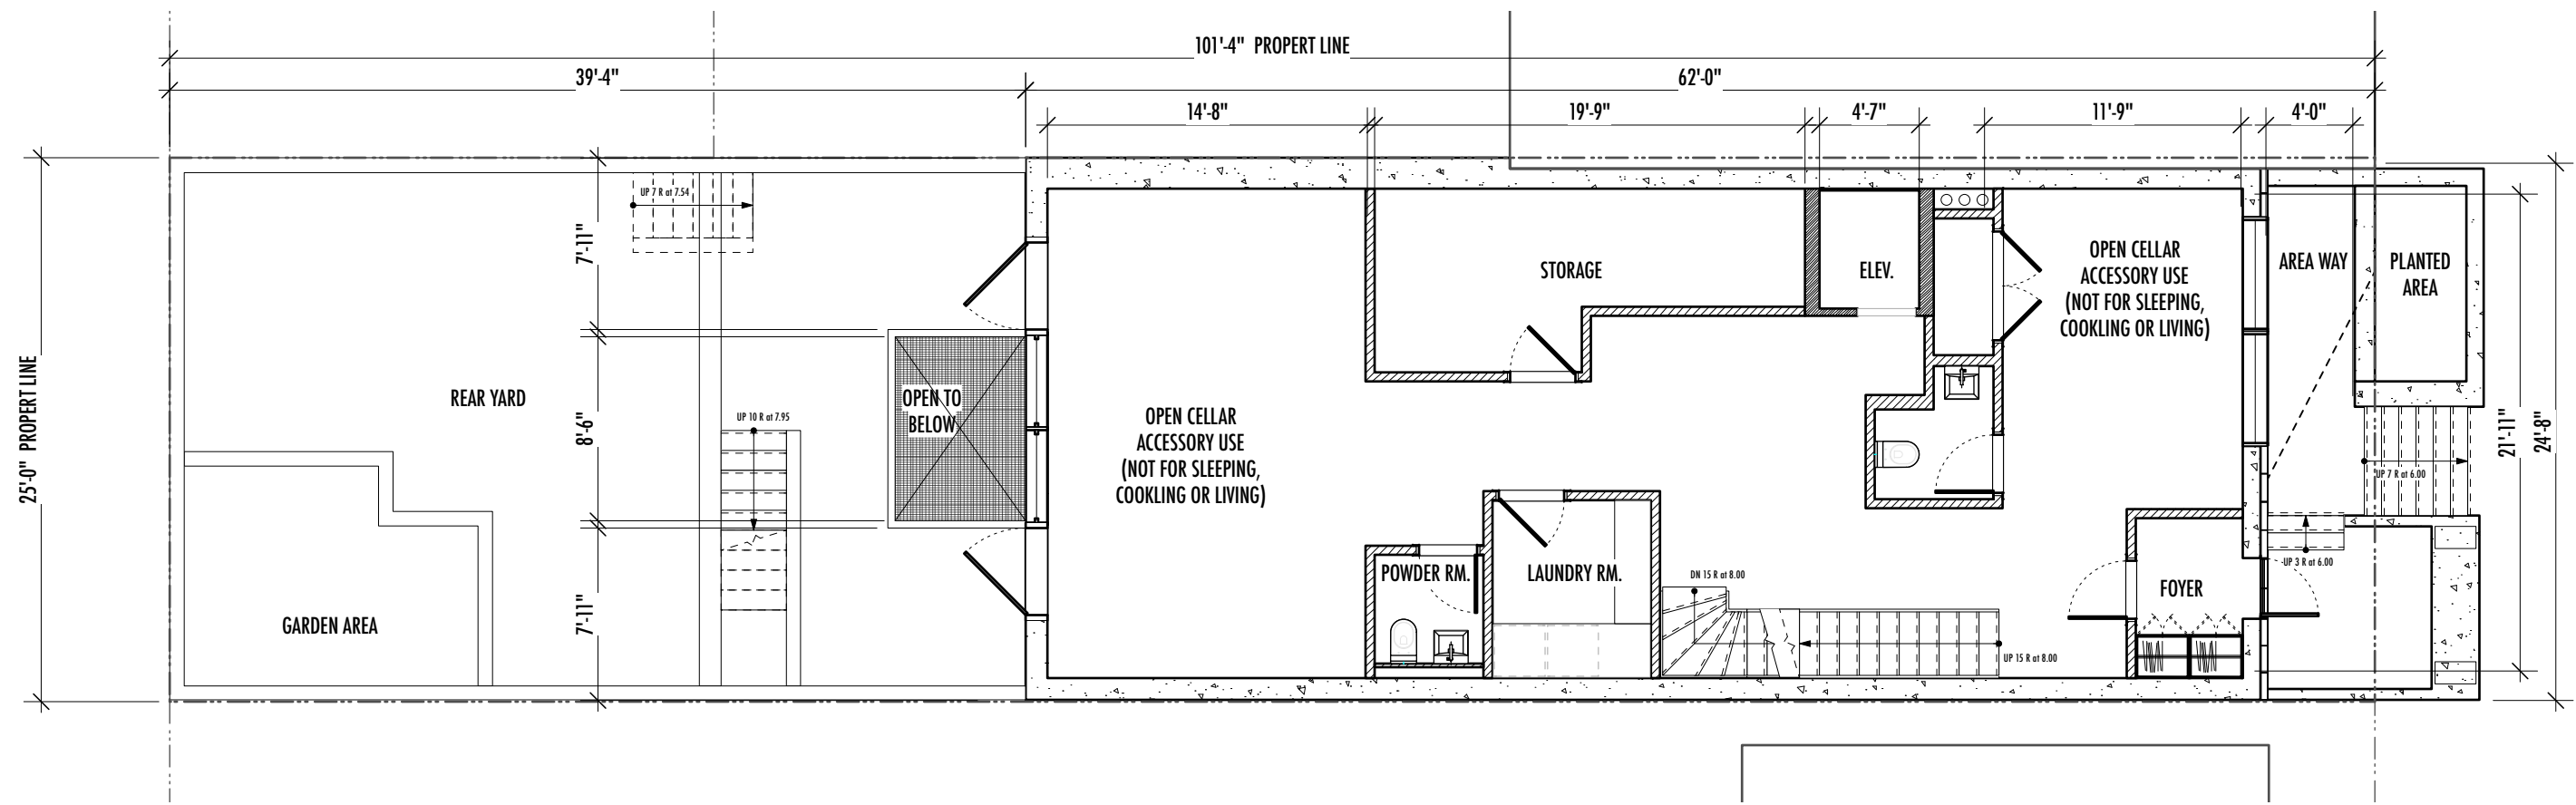 101'-4" PROPERT LINE
39'-4"
62'-0"
14'-8"
19'-9"
4'-7"
11'-9"
4'-0"
UP 7 R at 7.54
7'-11"
STORAGE
ELEV.
OPEN CELLAR
ACCESSORY USE
(NOT FOR SLEEPING,
COOKLING OR LIVING)
AREA WAY
PLANTED
AREA
25'-0" PROPERT LINE
REAR YARD
8'-6"
UP 10 R at 7.95
OPEN TO
BELOW
OPEN CELLAR
ACCESSORY USE
(NOT FOR SLEEPING,
COOKLING OR LIVING)
21'-11"
24'-8"
UP 7 R at 6.00
UP 3 R at 6.00
POWDER RM.
LAUNDRY RM.
DN 15 R at 8.00
FOYER
GARDEN AREA
7'-11"
UP 15 R at 8.00